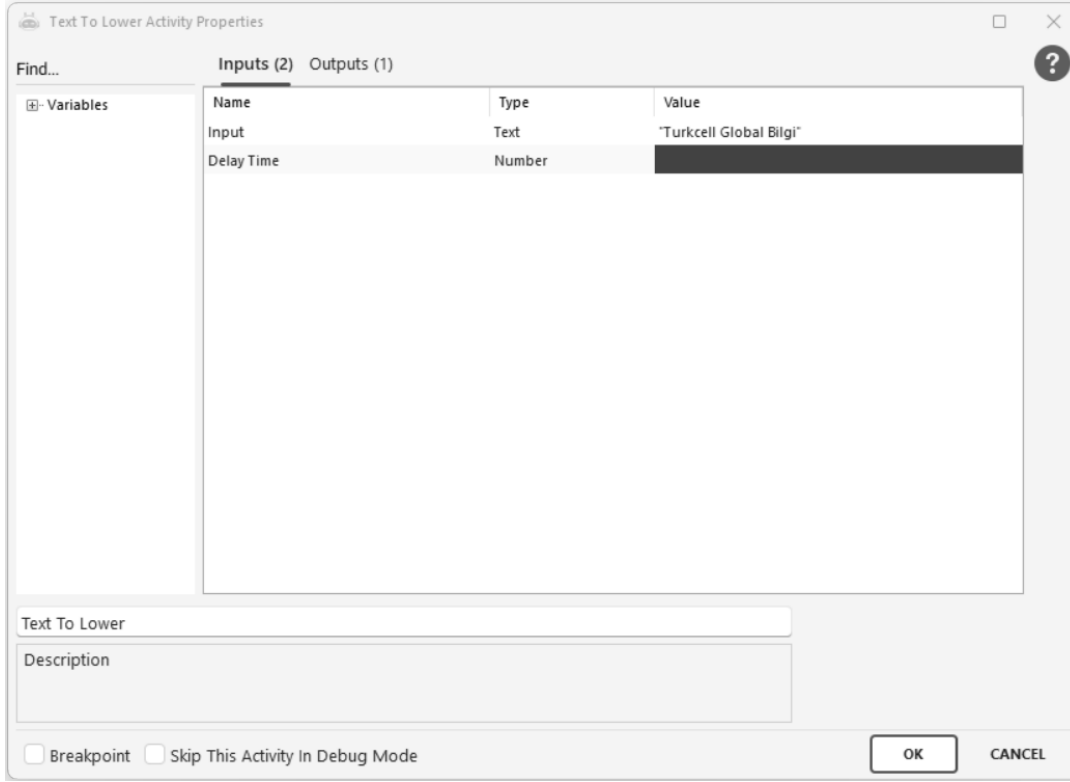 Text To Lower Activity Properties
Find... Inputs (2) Outputs (1) ?
Variables Name Type Value
Input Text "Turkcell Global Bilgi"
Delay Time Number
Text To Lower
Description
Breakpoint Skip This Activity In Debug Mode OK CANCEL